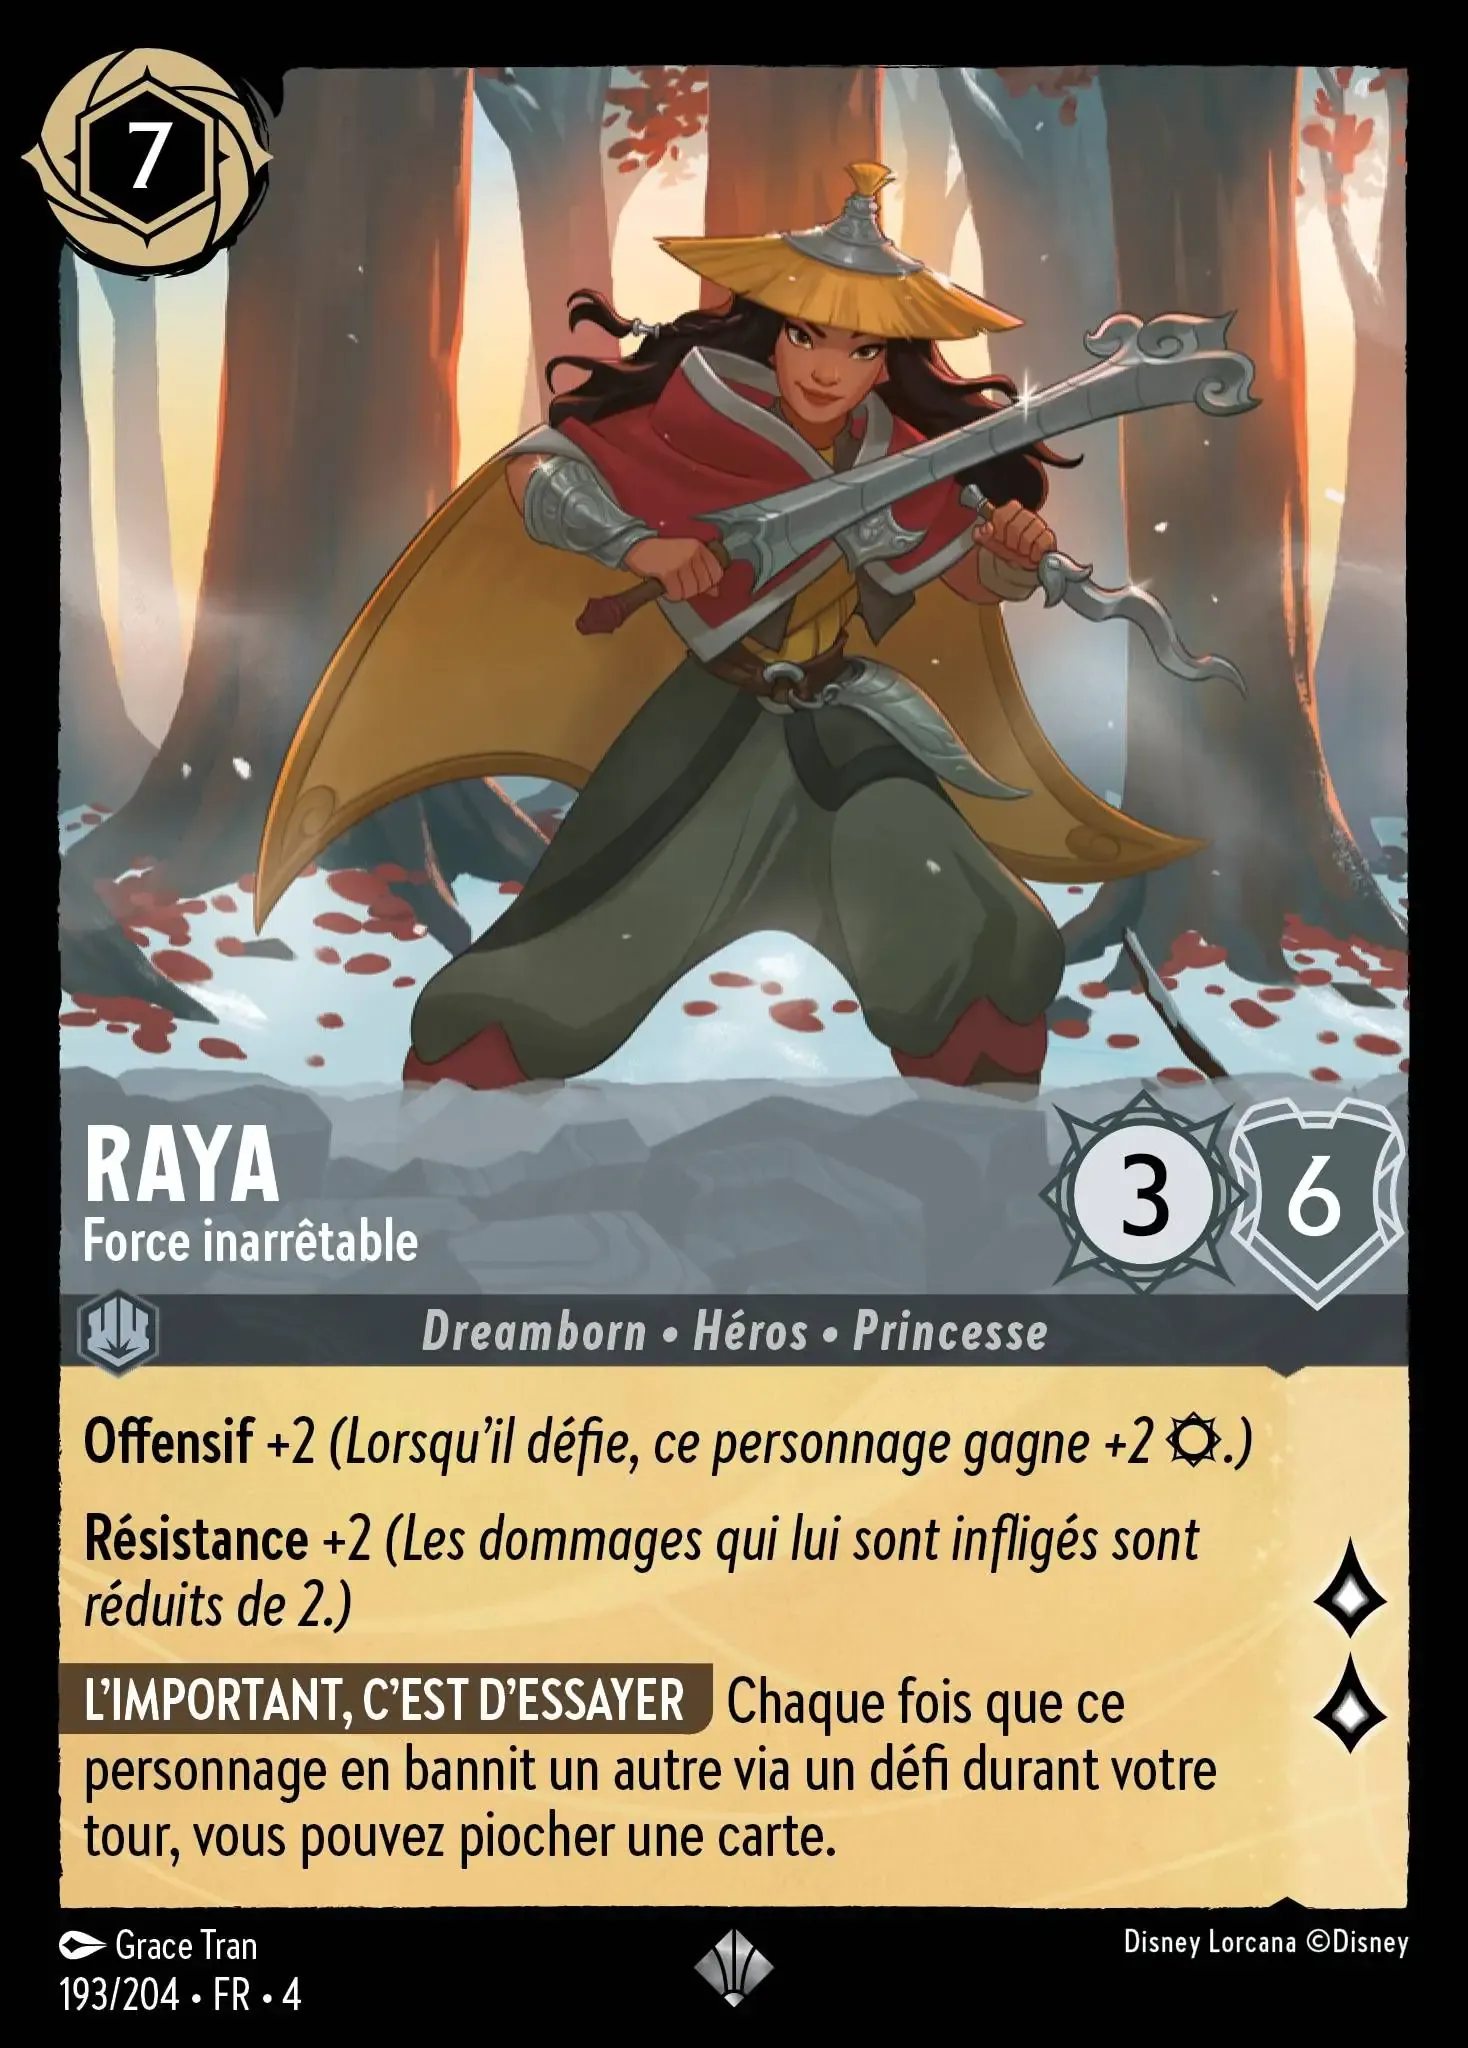 7
RAYA
Force inarrêtable
3
6
Dreamborn • Héros • Princesse
Offensif +2 (Lorsqu’il défie, ce personnage gagne +2 .)
Résistance +2 (Les dommages qui lui sont infligés sont
réduits de 2.)
L’IMPORTANT, C’EST D’ESSAYER Chaque fois que ce
personnage en bannit un autre via un défi durant votre
tour, vous pouvez piocher une carte.
Grace Tran
193/204 • FR • 4
Disney Lorcana ©Disney